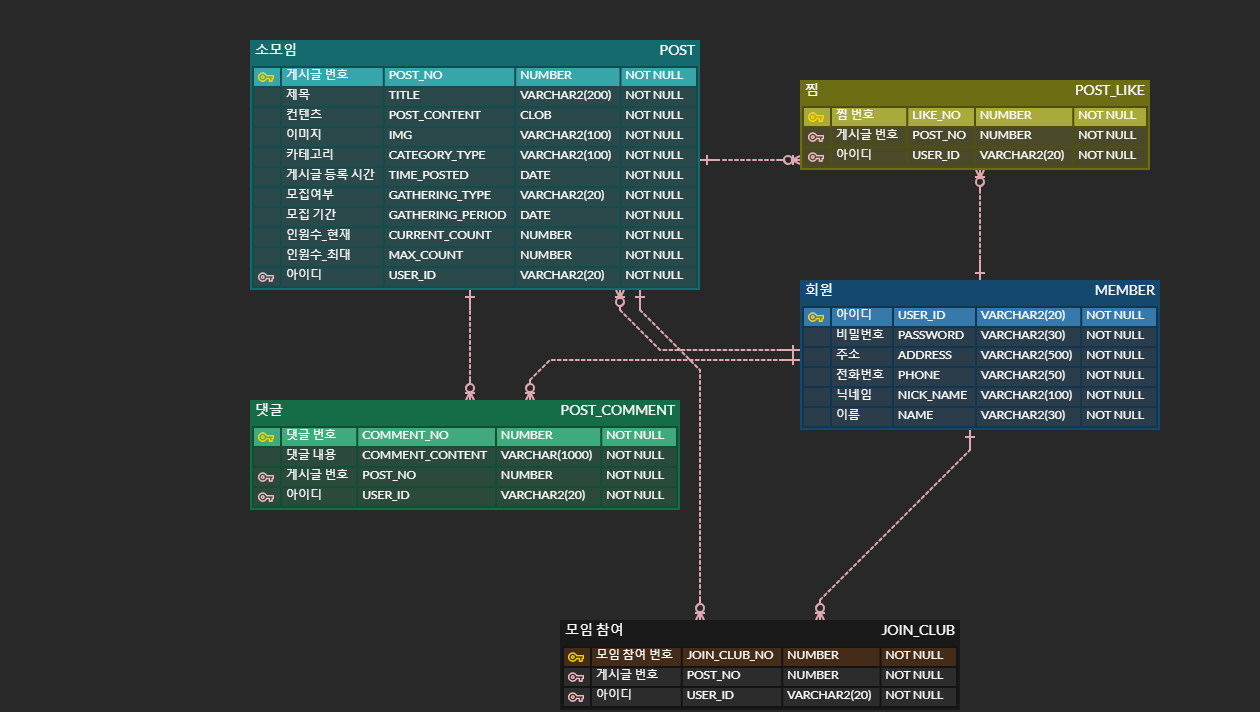 소모임 POST
게시글 번호 POST_NO NUMBER NOT NULL
제목 TITLE VARCHAR2(200) NOT NULL
컨텐츠 POST_CONTENT CLOB NOT NULL
이미지 IMG VARCHAR2(100) NOT NULL
카테고리 CATEGORY_TYPE VARCHAR2(100) NOT NULL
게시글 등록 시간 TIME_POSTED DATE NOT NULL
모집여부 GATHERING_TYPE VARCHAR2(20) NOT NULL
모집 기간 GATHERING_PERIOD DATE NOT NULL
인원수_현재 CURRENT_COUNT NUMBER NOT NULL
인원수_최대 MAX_COUNT NUMBER NOT NULL
아이디 USER_ID VARCHAR2(20) NOT NULL
찜 POST_LIKE
찜 번호 LIKE_NO NUMBER NOT NULL
게시글 번호 POST_NO NUMBER NOT NULL
아이디 USER_ID VARCHAR2(20) NOT NULL
회원 MEMBER
아이디 USER_ID VARCHAR2(20) NOT NULL
비밀번호 PASSWORD VARCHAR2(30) NOT NULL
주소 ADDRESS VARCHAR2(500) NOT NULL
전화번호 PHONE VARCHAR2(50) NOT NULL
닉네임 NICK_NAME VARCHAR2(100) NOT NULL
이름 NAME VARCHAR2(30) NOT NULL
댓글 POST_COMMENT
댓글 번호 COMMENT_NO NUMBER NOT NULL
댓글 내용 COMMENT_CONTENT VARCHAR(1000) NOT NULL
게시글 번호 POST_NO NUMBER NOT NULL
아이디 USER_ID VARCHAR2(20) NOT NULL
모임 참여 JOIN_CLUB
모임 참여 번호 JOIN_CLUB_NO NUMBER NOT NULL
게시글 번호 POST_NO NUMBER NOT NULL
아이디 USER_ID VARCHAR2(20) NOT NULL